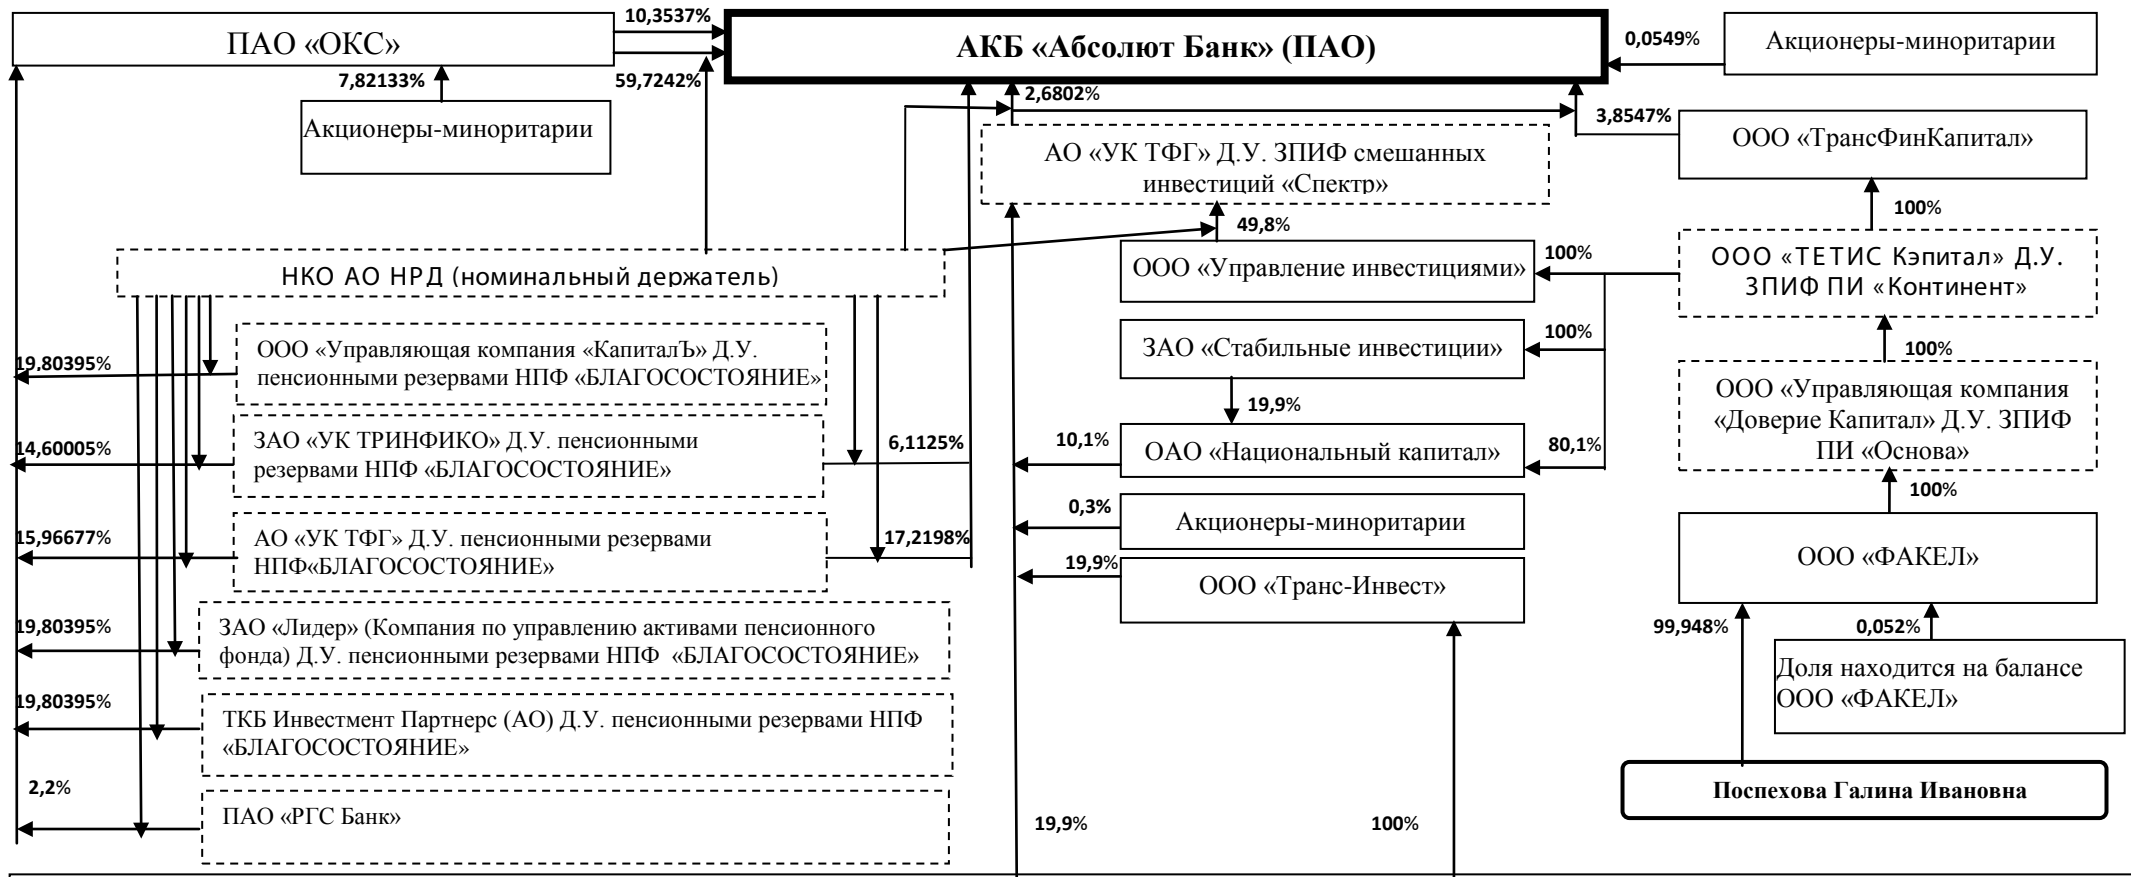 10,3537%
ПАО «ОКС»
АКБ «Абсолют Банк» (ПАО)
0,0549%
Акционеры-миноритарии
7,82133%
59,7242%
2,6802%
Акционеры-миноритарии
3,8547%
ООО «ТрансФинКапитал»
АО «УК ТФГ» Д.У. ЗПИФ смешанных
инвестиций «Спектр»
100%
49,8%
НКО АО НРД (номинальный держатель)
ООО «Управление инвестициями»
100%
ООО «ТЕТИС Кэпитал» Д.У.
ЗПИФ ПИ «Континент»
19,80395%
ООО «Управляющая компания «КапиталЪ» Д.У.
пенсионными резервами НПФ «БЛАГОСОСТОЯНИЕ»
ЗАО «Стабильные инвестиции»
100%
100%
ООО «Управляющая компания
«Доверие Капитал» Д.У. ЗПИФ
ПИ «Основа»
19,9%
14,60005%
ЗАО «УК ТРИНФИКО» Д.У. пенсионными
резервами НПФ «БЛАГОСОСТОЯНИЕ»
6,1125%
10,1%
ОАО «Национальный капитал»
80,1%
100%
0,3%
Акционеры-миноритарии
15,96677%
АО «УК ТФГ» Д.У. пенсионными резервами
НПФ«БЛАГОСОСТОЯНИЕ»
17,2198%
19,9%
ООО «Транс-Инвест»
ООО «ФАКЕЛ»
19,80395%
ЗАО «Лидер» (Компания по управлению активами пенсионного
фонда) Д.У. пенсионными резервами НПФ «БЛАГОСОСТОЯНИЕ»
99,948%
0,052%
Доля находится на балансе
ООО «ФАКЕЛ»
19,80395%
ТКБ Инвестмент Партнерс (АО) Д.У. пенсионными резервами НПФ
«БЛАГОСОСТОЯНИЕ»
2,2%
ПАО «РГС Банк»
Поспехова Галина Ивановна
19,9%
100%